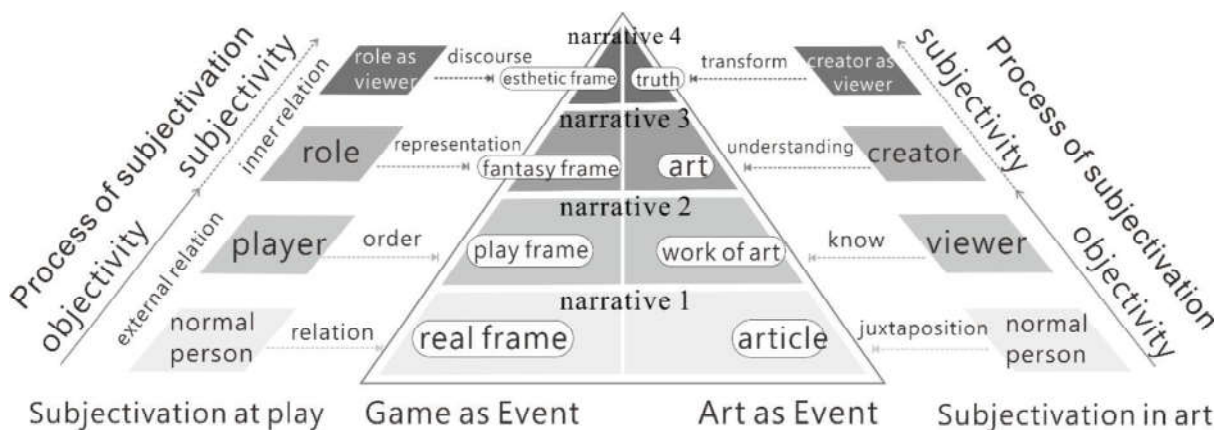 narrative 4
role as
viewer
discourse
esthetic frame
truth
transform
creator as
viewer
narrative 3
role
representation
fantasy frame
art
understanding
creator
narrative 2
player
order
play frame
work of art
know
viewer
narrative 1
normal
person
relation
real frame
article
juxtaposition
normal
person
Process of subjectivation
subjectivity
objectivity
inner relation
external relation
subjectivity
objectivity
Process of subjectivation
Subjectivation at play
Game as Event
Art as Event
Subjectivation in art